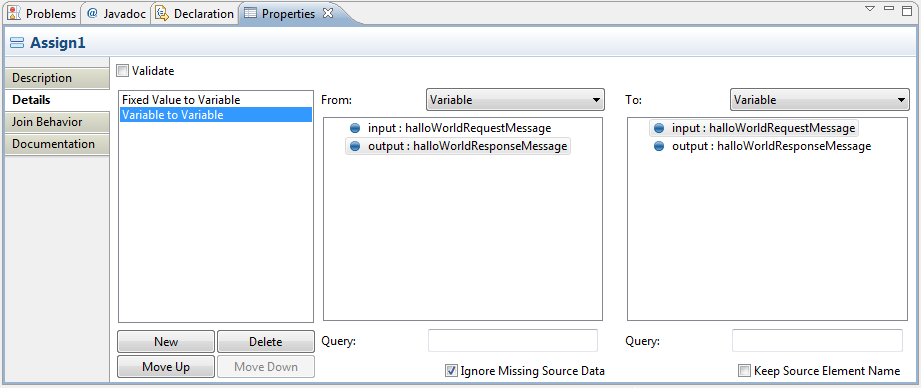 Problems @ Javadoc Declaration Properties
Assign1
Description
Details
Join Behavior
Documentation
Validate
Fixed Value to Variable
Variable to Variable
New Delete
Move Up Move Down
From: Variable
input : halloWorldRequestMessage
output : halloWorldResponseMessage
Query:
Ignore Missing Source Data
To: Variable
input : halloWorldRequestMessage
output : halloWorldResponseMessage
Query:
Keep Source Element Name